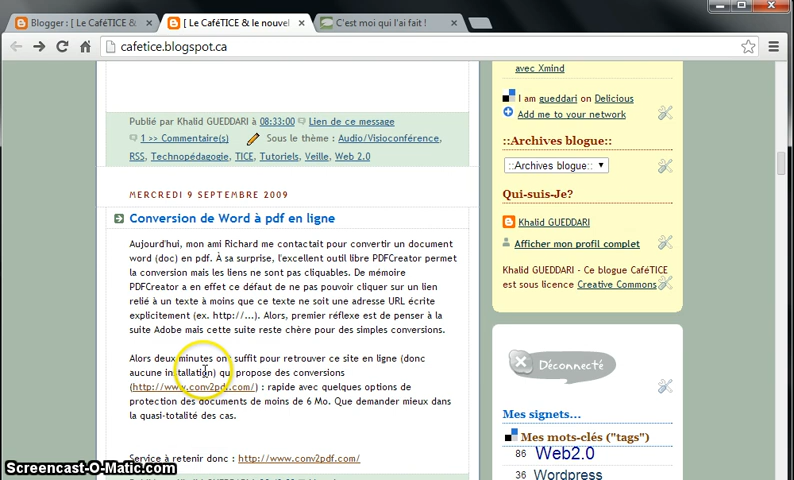 Blogger : [ Le CaféTICE &
[ Le CaféTICE & le nouvel
C'est moi qui l'ai fait !
cafetice.blogspot.ca
Publié par Khalid GUEDDARI à 08:33:00 Lien de ce message
1 >> Commentaire(s) Sous le thème : Audio/Visioconférence,
RSS, Technopédagogie, TICE, Tutoriels, Veille, Web 2.0
MERCREDI 9 SEPTEMBRE 2009
Conversion de Word à pdf en ligne
Aujourd'hui, mon ami Richard me contactait pour convertir un document
word (doc) en pdf. À sa surprise, l'excellent outil libre PDFCreator permet
la conversion mais les liens ne sont pas cliquables. De mémoire
PDFCreator a en effet ce défaut de ne pas pouvoir cliquer sur un lien
relié à un texte à moins que ce texte ne soit une adresse URL écrite
explicitement (ex. http://...). Alors, premier réflexe est de penser à la
suite Adobe mais cette suite reste chère pour des simples conversions.
Alors deux minutes ont suffit pour retrouver ce site en ligne (donc
aucune installation) qui propose des conversions
(http://www.conv2pdf.com/) : rapide avec quelques options de
protection des documents de moins de 6 Mo. Que demander mieux dans
la quasi-totalité des cas.
Service à retenir donc : http://www.conv2pdf.com/
avec Xmind
I am gueddari on Delicious
Add me to your network
::Archives blogue::
::Archives blogue::
Qui-suis-Je?
Khalid GUEDDARI
Afficher mon profil complet
Khalid GUEDDARI - Ce blogue CaféTICE
est sous licence Creative Commons
Déconnecté
Mes signets...
Mes mots-clés ("tags")
86 Web2.0
36 Wordpress
Screencast-O-Matic.com